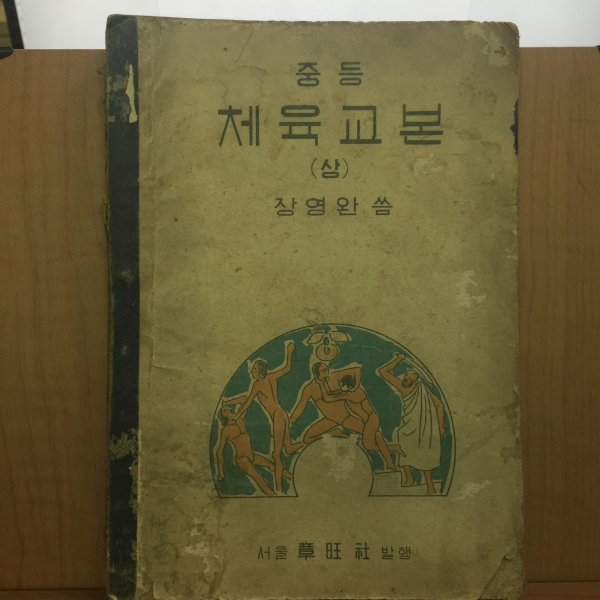 중등
체육교본
(상)
장영완 씀
서울 章旺社 발행